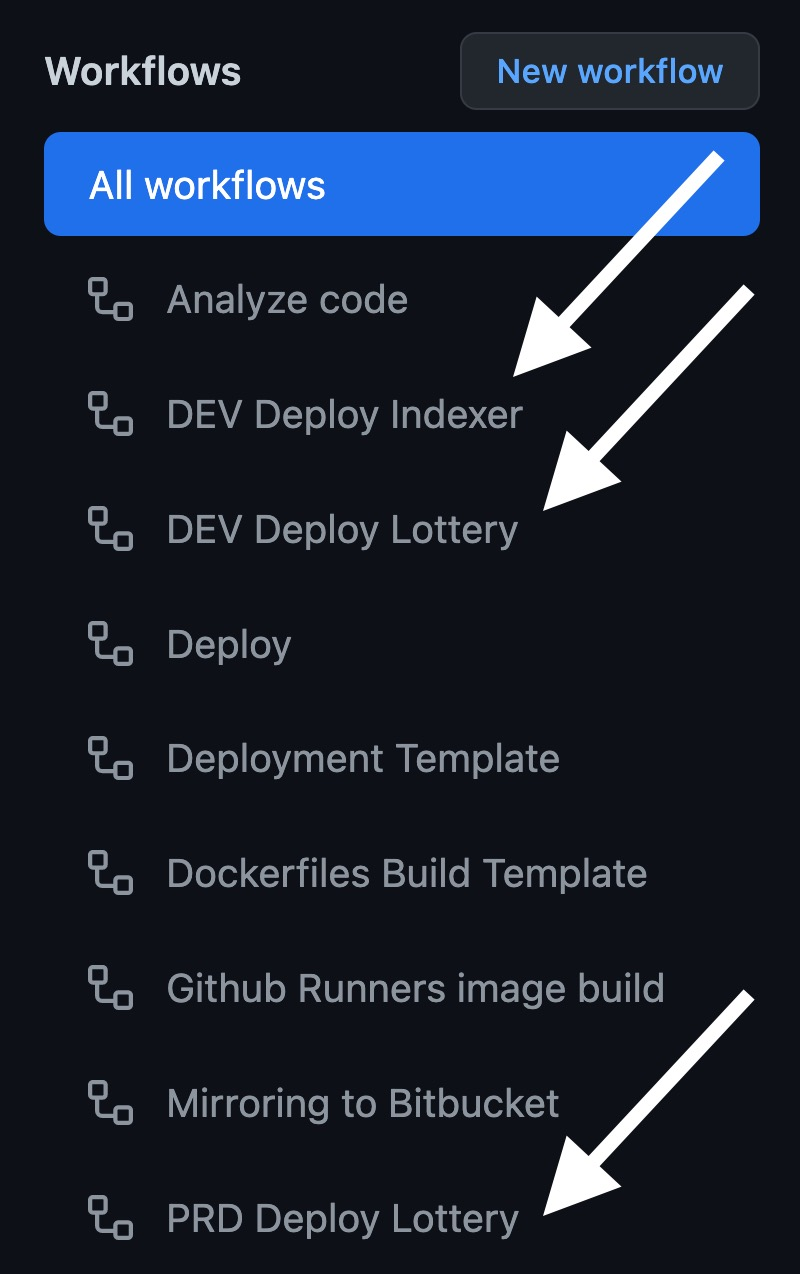 Workflows
New workflow
All workflows
Analyze code
DEV Deploy Indexer
DEV Deploy Lottery
Deploy
Deployment Template
Dockerfiles Build Template
Github Runners image build
Mirroring to Bitbucket
PRD Deploy Lottery